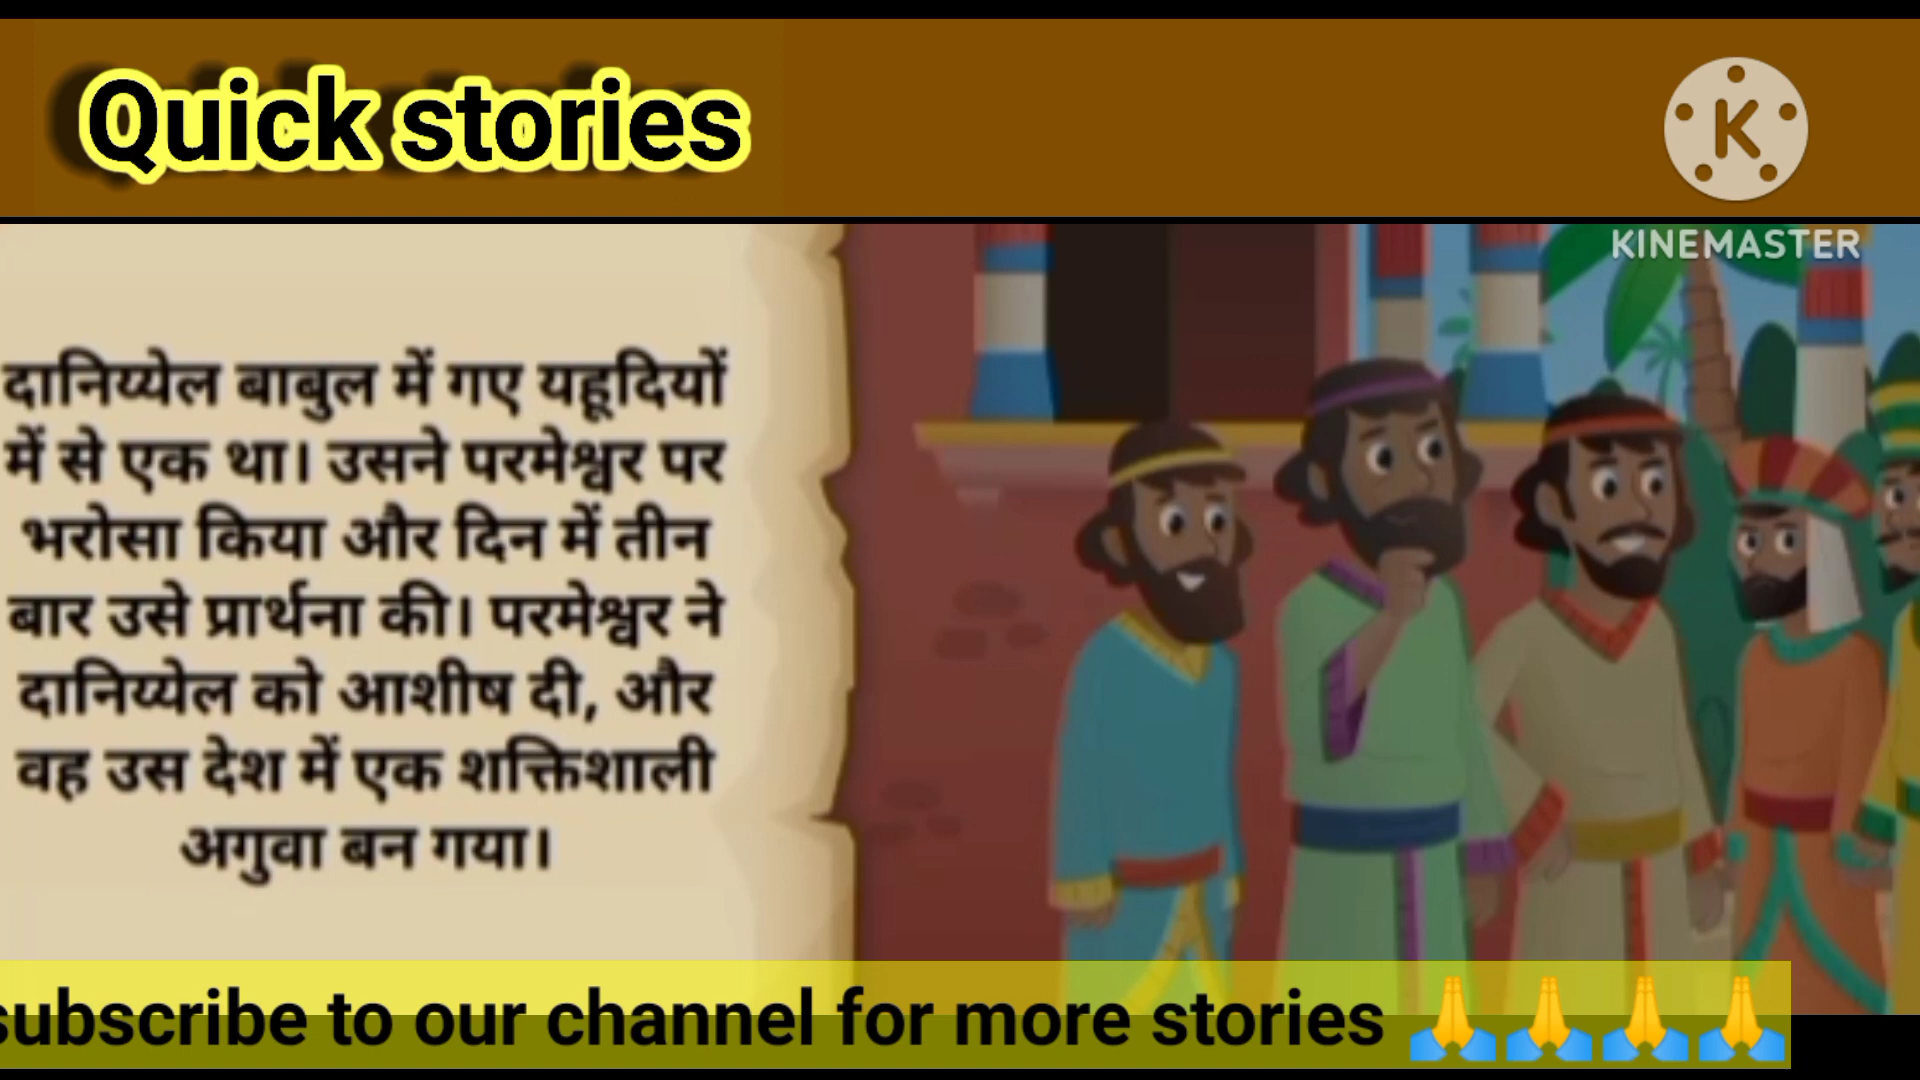 Quick stories
K
KINEMASTER
दानिय्येल बाबुल में गए यहूदियों
में से एक था। उसने परमेश्वर पर
भरोसा किया और दिन में तीन
बार उसे प्रार्थना की। परमेश्वर ने
दानिय्येल को आशीष दी, और
वह उस देश में एक शक्तिशाली
अगुवा बन गया।
subscribe to our channel for more stories 🙏🙏🙏🙏